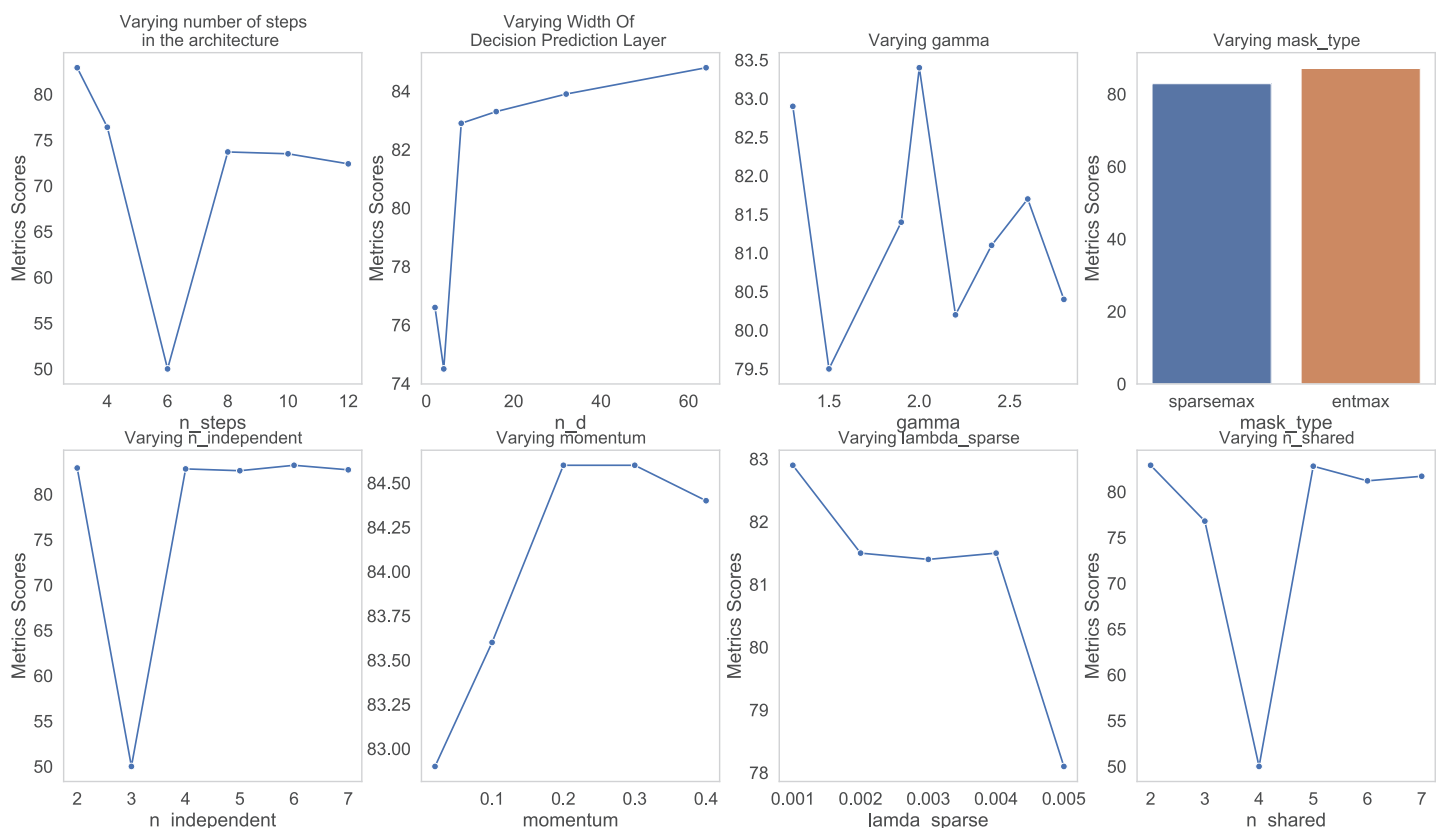 Varying number of steps
in the architecture
Metrics Scores
80
75
70
65
60
55
50
4 6 8 10 12
n_steps
Varying Width Of
Decision Prediction Layer
Metrics Scores
84
82
80
78
76
74
0 20 40 60
n_d
Varying gamma
Metrics Scores
83.5
83.0
82.5
82.0
81.5
81.0
80.5
80.0
79.5
1.5 2.0 2.5
gamma
Varying mask_type
Metrics Scores
80
60
40
20
0
sparsemax entmax
mask_type
Varying n_independent
Metrics Scores
80
75
70
65
60
55
50
2 3 4 5 6 7
n_independent
Varying momentum
Metrics Scores
84.50
84.25
84.00
83.75
83.50
83.25
83.00
0.1 0.2 0.3 0.4
momentum
Varying lambda_sparse
Metrics Scores
83
82
81
80
79
78
0.001 0.002 0.003 0.004 0.005
lamda_sparse
Varying n_shared
Metrics Scores
80
75
70
65
60
55
50
2 3 4 5 6 7
n_shared